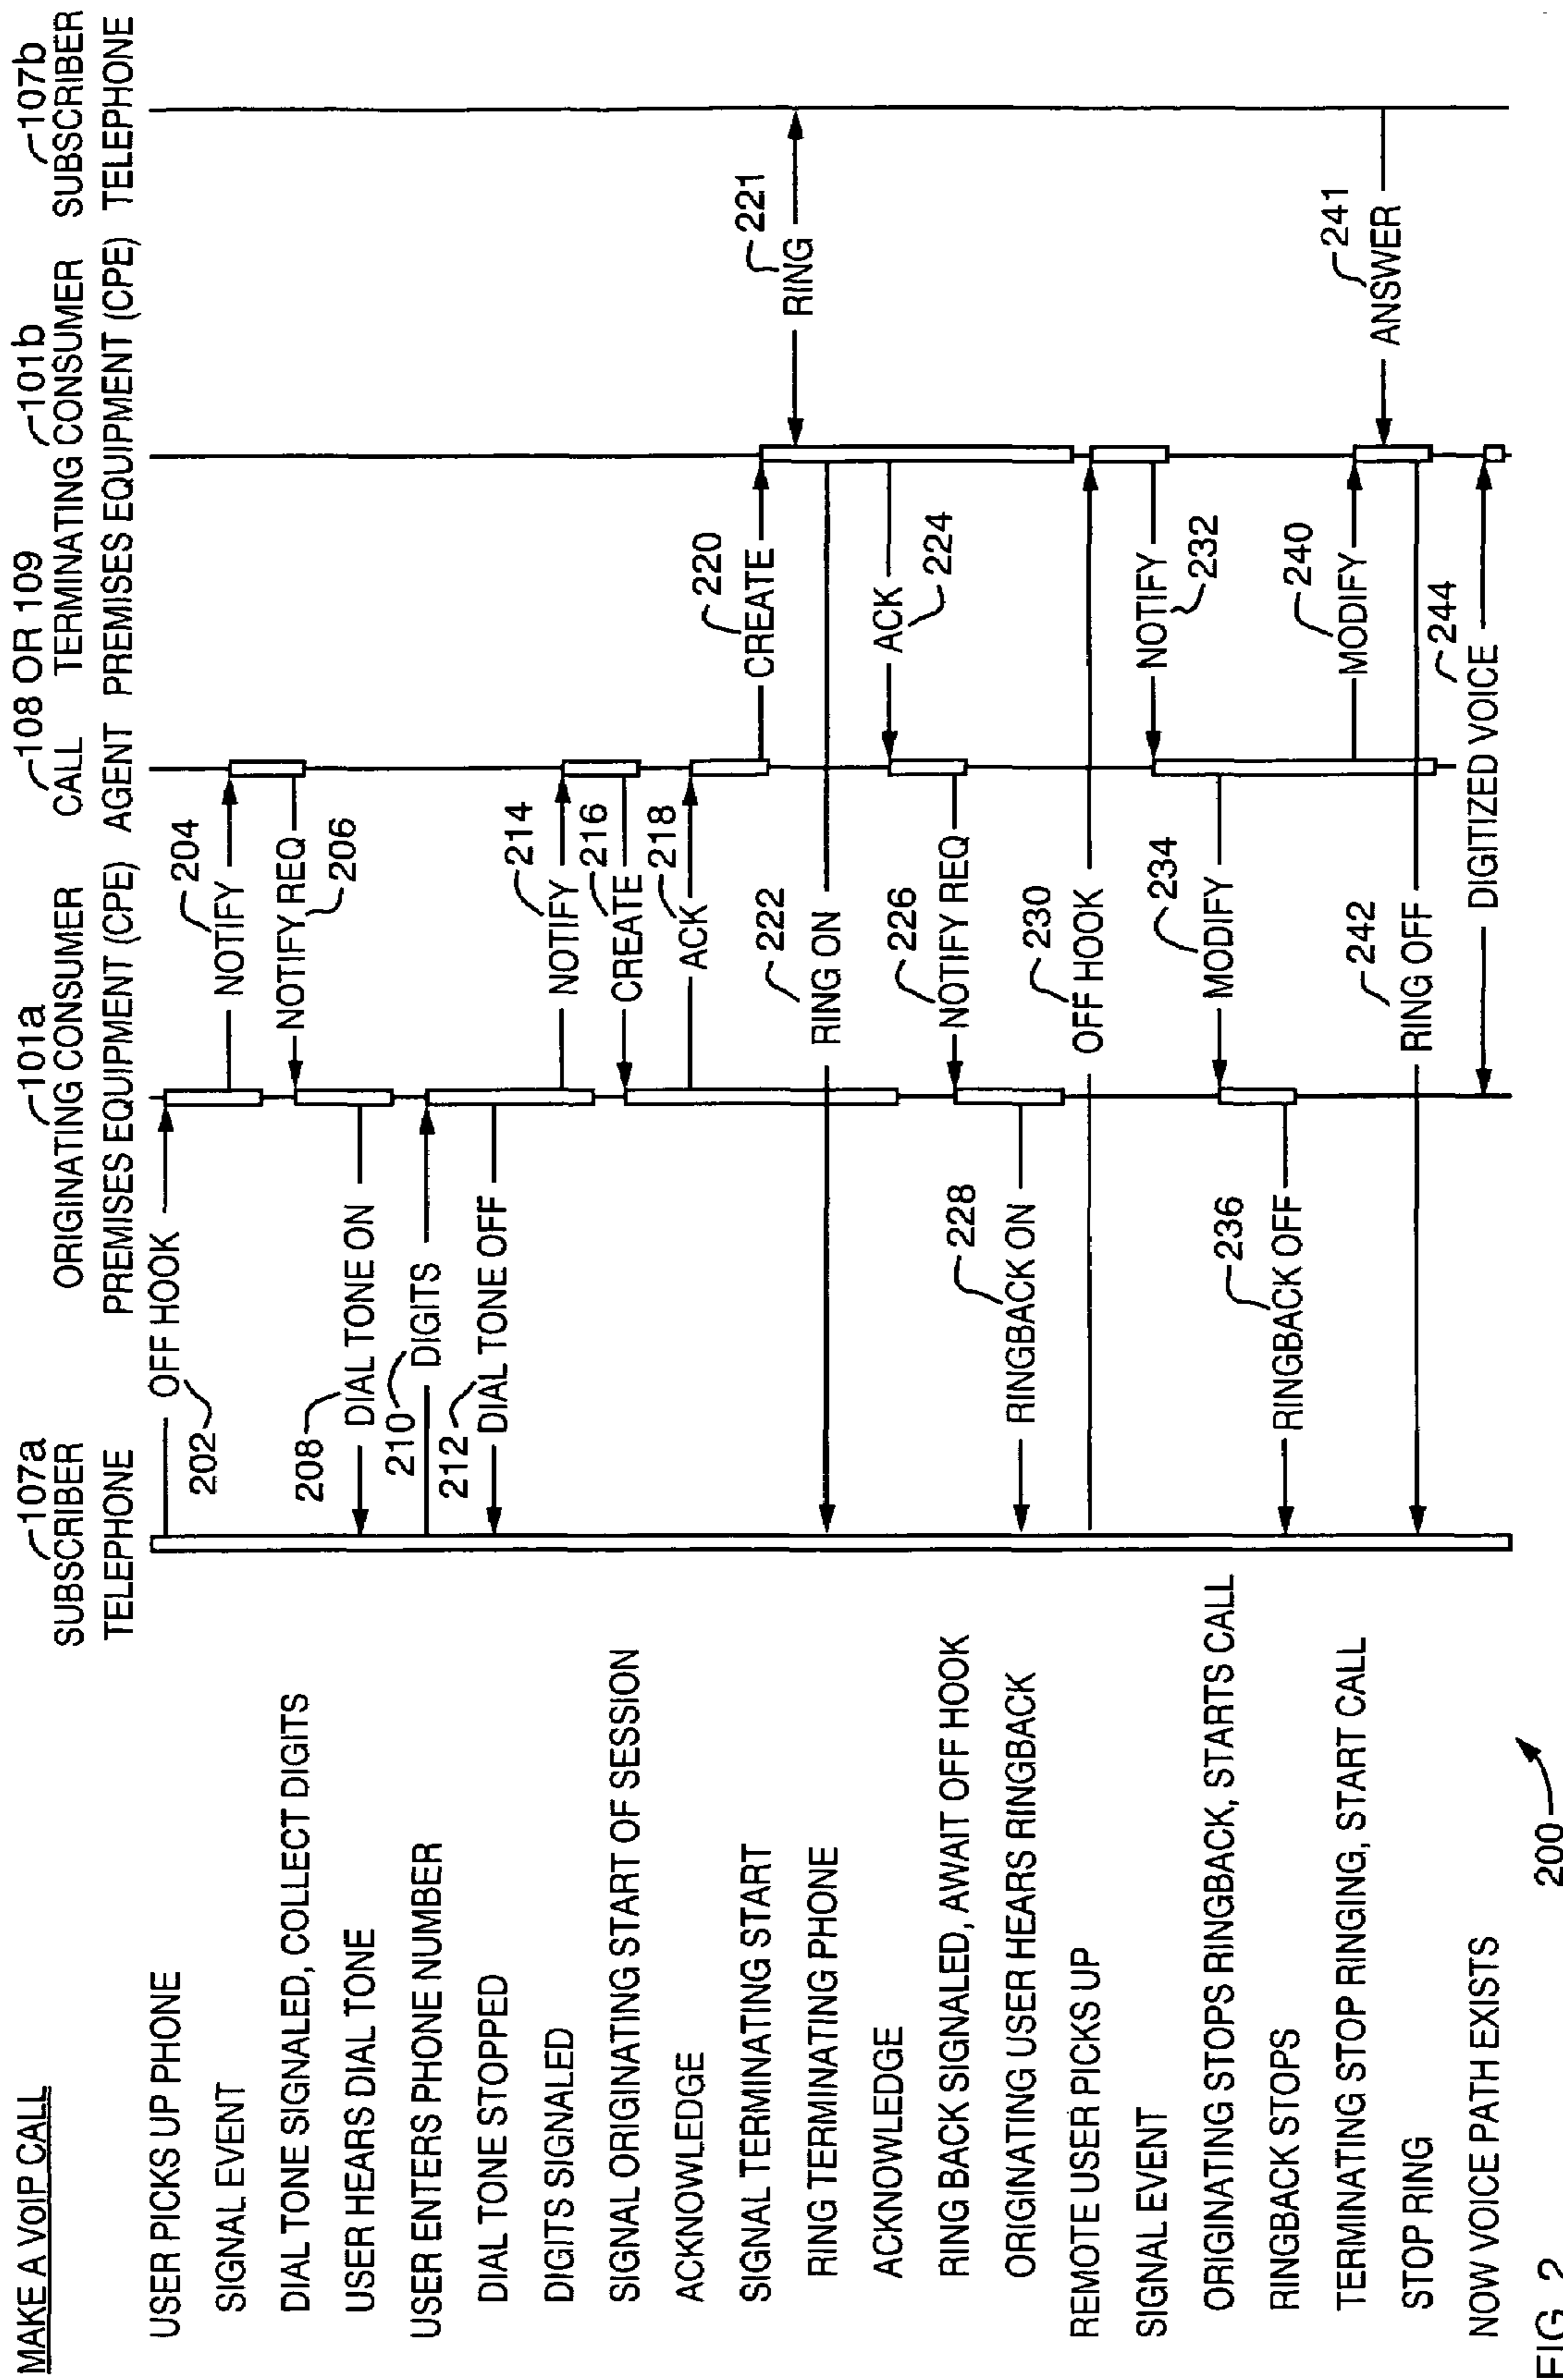 MAKE A VoIP CALL
107a
SUBSCRIBER
TELEPHONE
101a
ORIGINATING CONSUMER
PREMISES EQUIPMENT (CPE)
108 OR 109
CALL
AGENT
101b
TERMINATING CONSUMER
PREMISES EQUIPMENT (CPE)
107b
SUBSCRIBER
TELEPHONE
USER PICKS UP PHONE
OFF HOOK
202
SIGNAL EVENT
NOTIFY
204
DIAL TONE SIGNALED, COLLECT DIGITS
NOTIFY REQ
206
USER HEARS DIAL TONE
208
DIAL TONE ON
USER ENTERS PHONE NUMBER
210
DIGITS
DIAL TONE STOPPED
212
DIAL TONE OFF
DIGITS SIGNALED
NOTIFY
214
SIGNAL ORIGINATING START OF SESSION
CREATE
216
ACKNOWLEDGE
ACK
218
SIGNAL TERMINATING START
CREATE
220
RING TERMINATING PHONE
RING
221
222
RING ON
ACKNOWLEDGE
ACK
224
RING BACK SIGNALED, AWAIT OFF HOOK
226
NOTIFY REQ
ORIGINATING USER HEARS RINGBACK
228
RINGBACK ON
REMOTE USER PICKS UP
230
OFF HOOK
SIGNAL EVENT
NOTIFY
232
ORIGINATING STOPS RINGBACK, STARTS CALL
234
MODIFY
RINGBACK STOPS
236
RINGBACK OFF
TERMINATING STOP RINGING, START CALL
240
MODIFY
241
ANSWER
STOP RING
242
RING OFF
NOW VOICE PATH EXISTS
244
DIGITIZED VOICE
200
FIG. 2